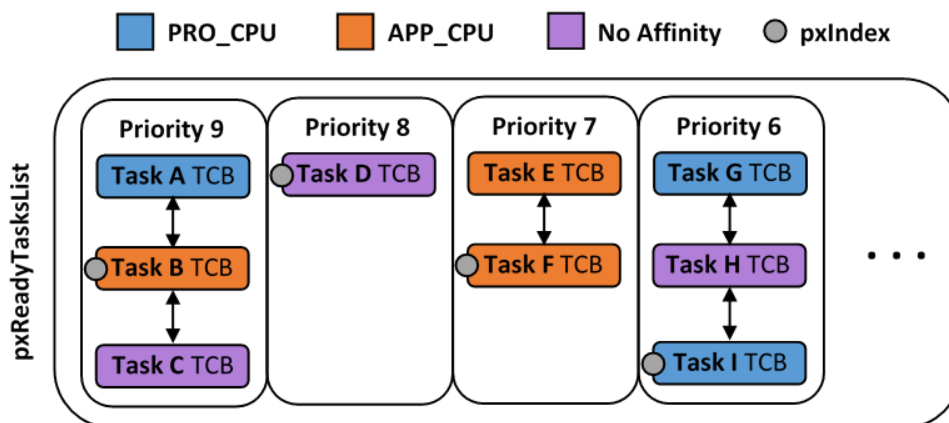 PRO_CPU
APP_CPU
No Affinity
pxIndex
pxReadyTasksList
Priority 9
Task A TCB
Task B TCB
Task C TCB
Priority 8
Task D TCB
Priority 7
Task E TCB
Task F TCB
Priority 6
Task G TCB
Task H TCB
Task I TCB
...